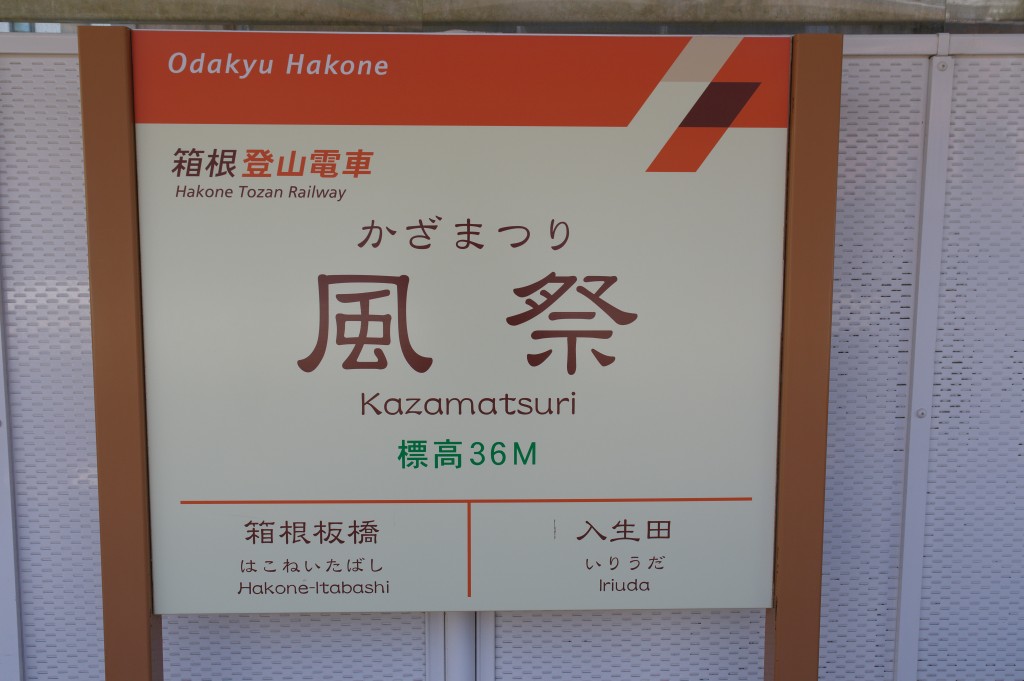 Odakyu Hakone
箱根登山電車
Hakone Tozan Railway
かざまつり
風祭
Kazamatsuri
標高36M
箱根板橋
はこねいたばし
Hakone-Itabashi
入生田
いりうだ
Iriuda